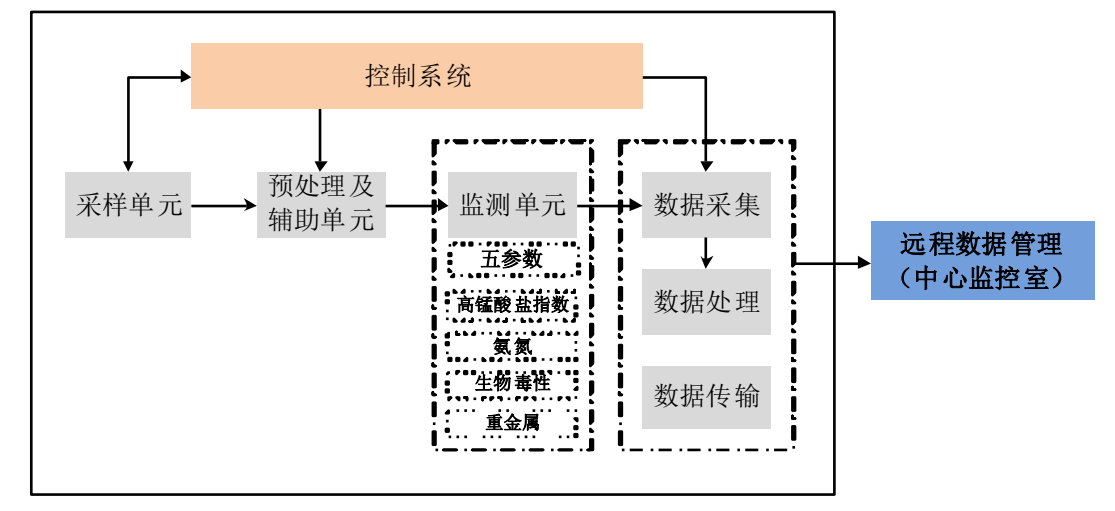 控制系统
采样单元
预处理及
辅助单元
监测单元
五参数
高锰酸盐指数
氨氮
生物毒性
重金属
数据采集
数据处理
数据传输
远程数据管理
（中心监控室）